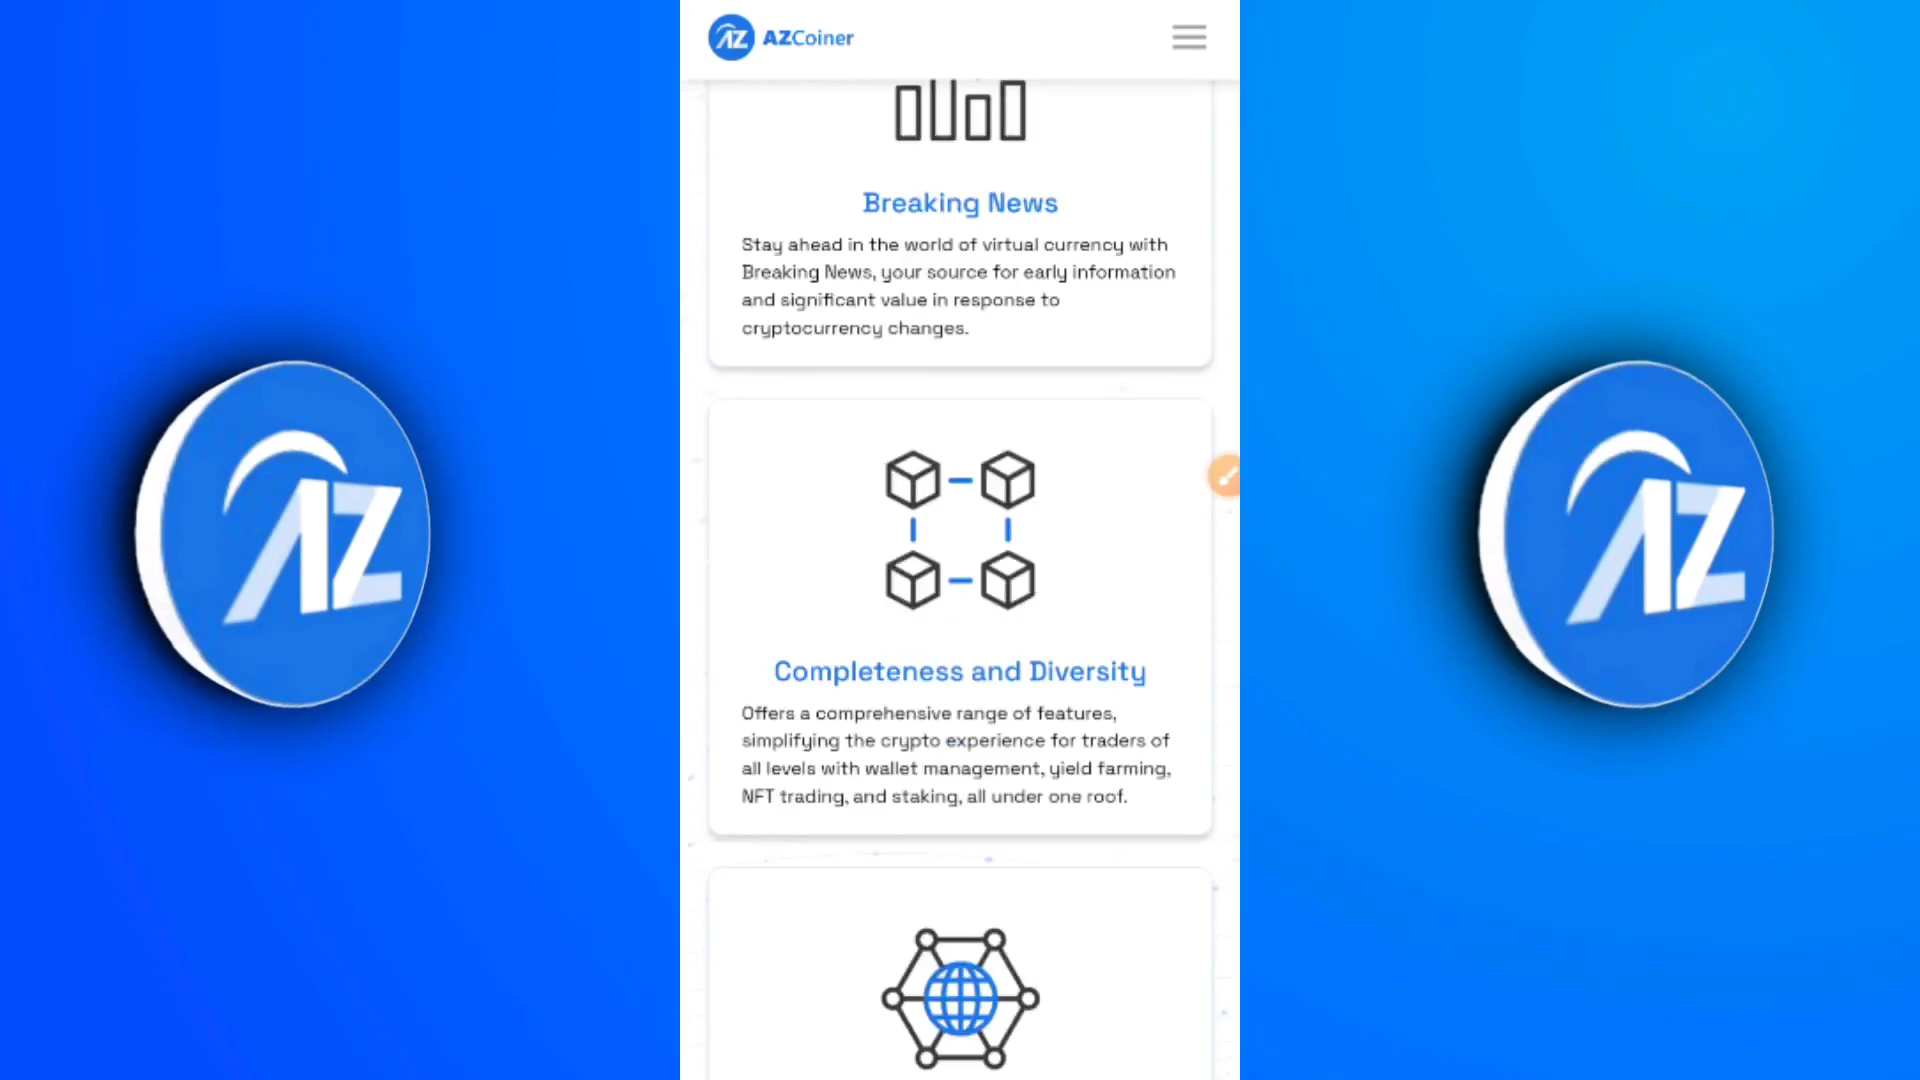 AZCoiner
Breaking News
Stay ahead in the world of virtual currency with
Breaking News, your source for early information
and significant value in response to
cryptocurrency changes.
AZ
AZ
Completeness and Diversity
Offers a comprehensive range of features,
simplifying the crypto experience for traders of
all levels with wallet management, yield farming,
NFT trading, and staking, all under one roof.